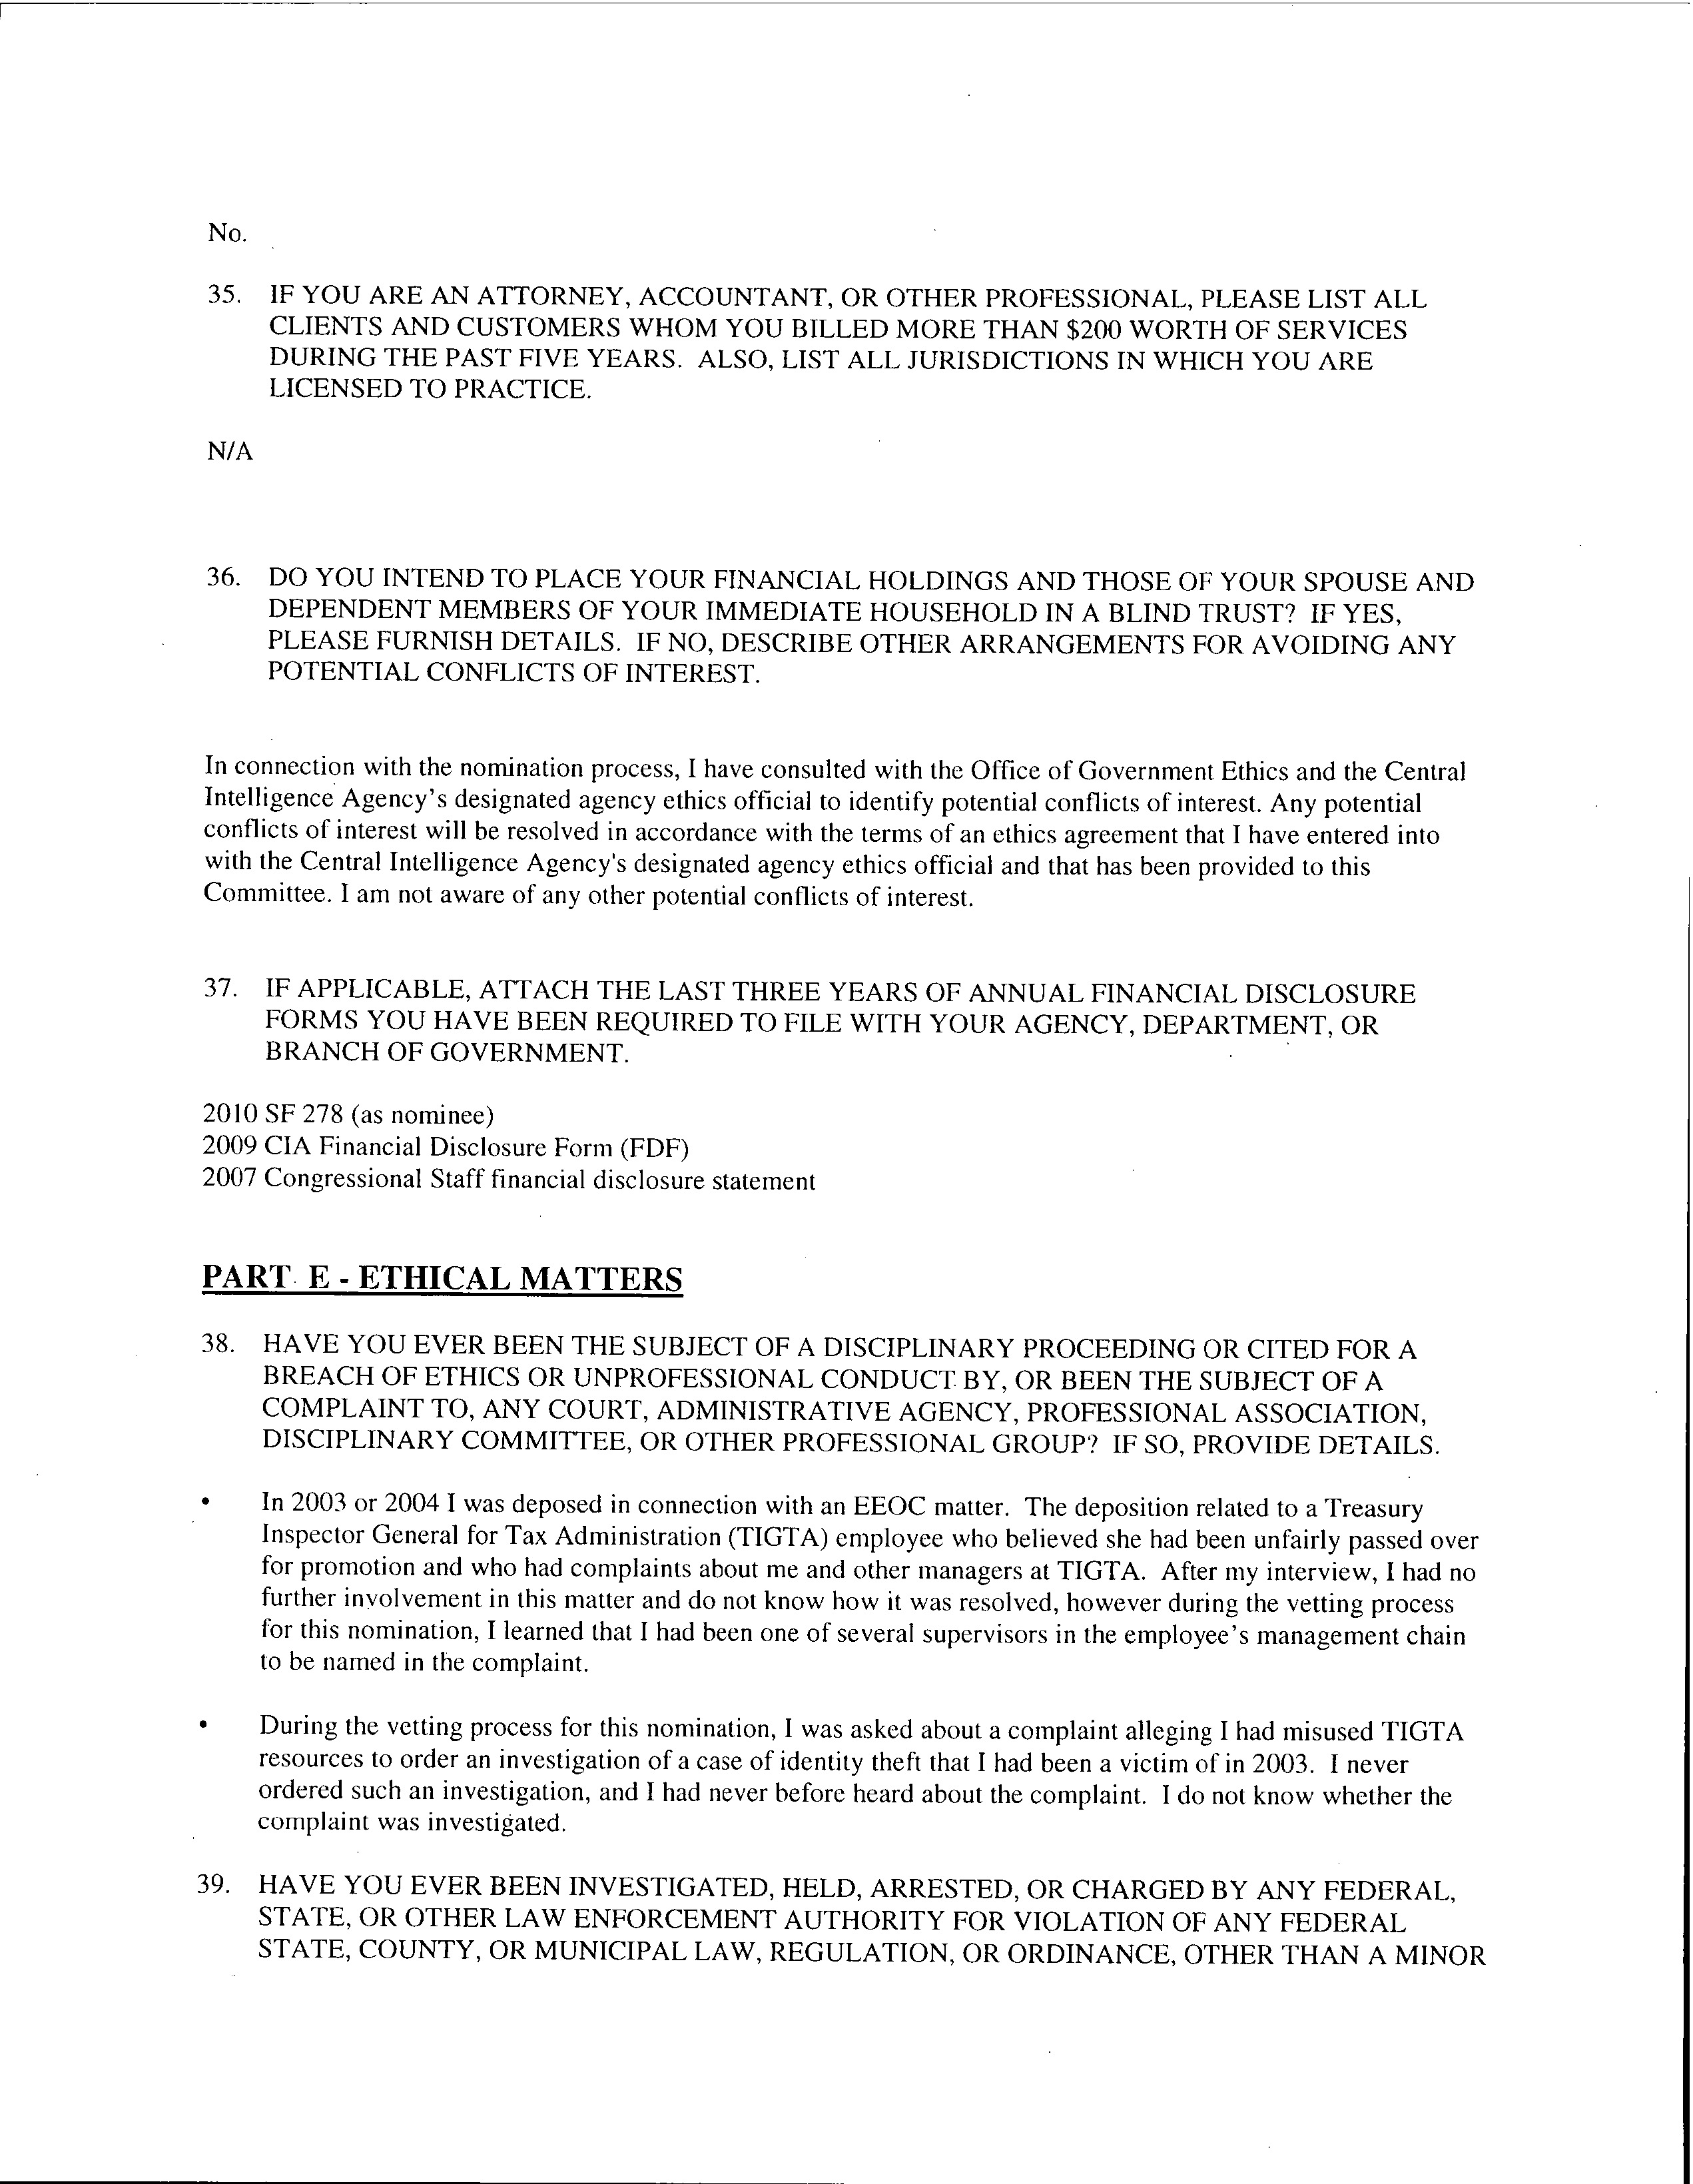 No.
35. IF YOU ARE AN ATTORNEY, ACCOUNTANT, OR OTHER PROFESSIONAL, PLEASE LIST ALL
CLIENTS AND CUSTOMERS WHOM YOU BILLED MORE THAN $200 WORTH OF SERVICES
DURING THE PAST FIVE YEARS. ALSO, LIST ALL JURISDICTIONS IN WHICH YOU ARE
LICENSED TO PRACTICE.
N/A
36. DO YOU INTEND TO PLACE YOUR FINANCIAL HOLDINGS AND THOSE OF YOUR SPOUSE AND
DEPENDENT MEMBERS OF YOUR IMMEDIATE HOUSEHOLD IN A BLIND TRUST? IF YES,
PLEASE FURNISH DETAILS. IF NO, DESCRIBE OTHER ARRANGEMENTS FOR AVOIDING ANY
POTENTIAL CONFLICTS OF INTEREST.
In connection with the nomination process, I have consulted with the Office of Government Ethics and the Central
Intelligence Agency's designated agency ethics official to identify potential conflicts of interest. Any potential
conflicts of interest will be resolved in accordance with the terms of an ethics agreement that I have entered into
with the Central Intelligence Agency's designated agency ethics official and that has been provided to this
Committee. I am not aware of any other potential conflicts of interest.
37. IF APPLICABLE, ATTACH THE LAST THREE YEARS OF ANNUAL FINANCIAL DISCLOSURE
FORMS YOU HAVE BEEN REQUIRED TO FILE WITH YOUR AGENCY, DEPARTMENT, OR
BRANCH OF GOVERNMENT.
2010 SF 278 (as nominee)
2009 CIA Financial Disclosure Form (FDF)
2007 Congressional Staff financial disclosure statement
PART E - ETHICAL MATTERS
38. HAVE YOU EVER BEEN THE SUBJECT OF A DISCIPLINARY PROCEEDING OR CITED FOR A
BREACH OF ETHICS OR UNPROFESSIONAL CONDUCT BY, OR BEEN THE SUBJECT OF A
COMPLAINT TO, ANY COURT, ADMINISTRATIVE AGENCY, PROFESSIONAL ASSOCIATION,
DISCIPLINARY COMMITTEE, OR OTHER PROFESSIONAL GROUP? IF SO, PROVIDE DETAILS.
• In 2003 or 2004 I was deposed in connection with an EEOC matter. The deposition related to a Treasury
Inspector General for Tax Administration (TIGTA) employee who believed she had been unfairly passed over
for promotion and who had complaints about me and other managers at TIGTA. After my interview, I had no
further involvement in this matter and do not know how it was resolved, however during the vetting process
for this nomination, I learned that I had been one of several supervisors in the employee's management chain
to be named in the complaint.
• During the vetting process for this nomination, I was asked about a complaint alleging I had misused TIGTA
resources to order an investigation of a case of identity theft that I had been a victim of in 2003. I never
ordered such an investigation, and I had never before heard about the complaint. I do not know whether the
complaint was investigated.
39. HAVE YOU EVER BEEN INVESTIGATED, HELD, ARRESTED, OR CHARGED BY ANY FEDERAL,
STATE, OR OTHER LAW ENFORCEMENT AUTHORITY FOR VIOLATION OF ANY FEDERAL
STATE, COUNTY, OR MUNICIPAL LAW, REGULATION, OR ORDINANCE, OTHER THAN A MINOR